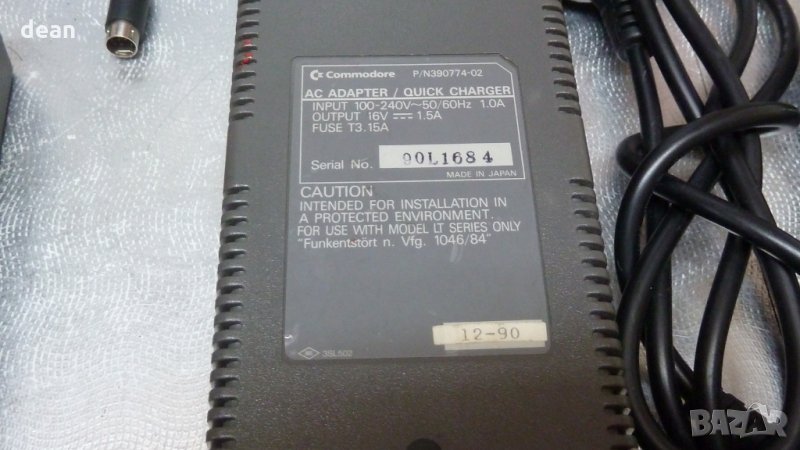 dean
Commodore P/N390774-02
AC ADAPTER / QUICK CHARGER
INPUT 100-240V~50/60Hz 1.0A
OUTPUT 16V ⎓ 1.5A
FUSE T3.15A
Serial No. 90L1684
MADE IN JAPAN
CAUTION
INTENDED FOR INSTALLATION IN
A PROTECTED ENVIRONMENT.
FOR USE WITH MODEL LT SERIES ONLY
"Funkentstört n. Vfg. 1046/84"
12-90
3SL502
BAZAR